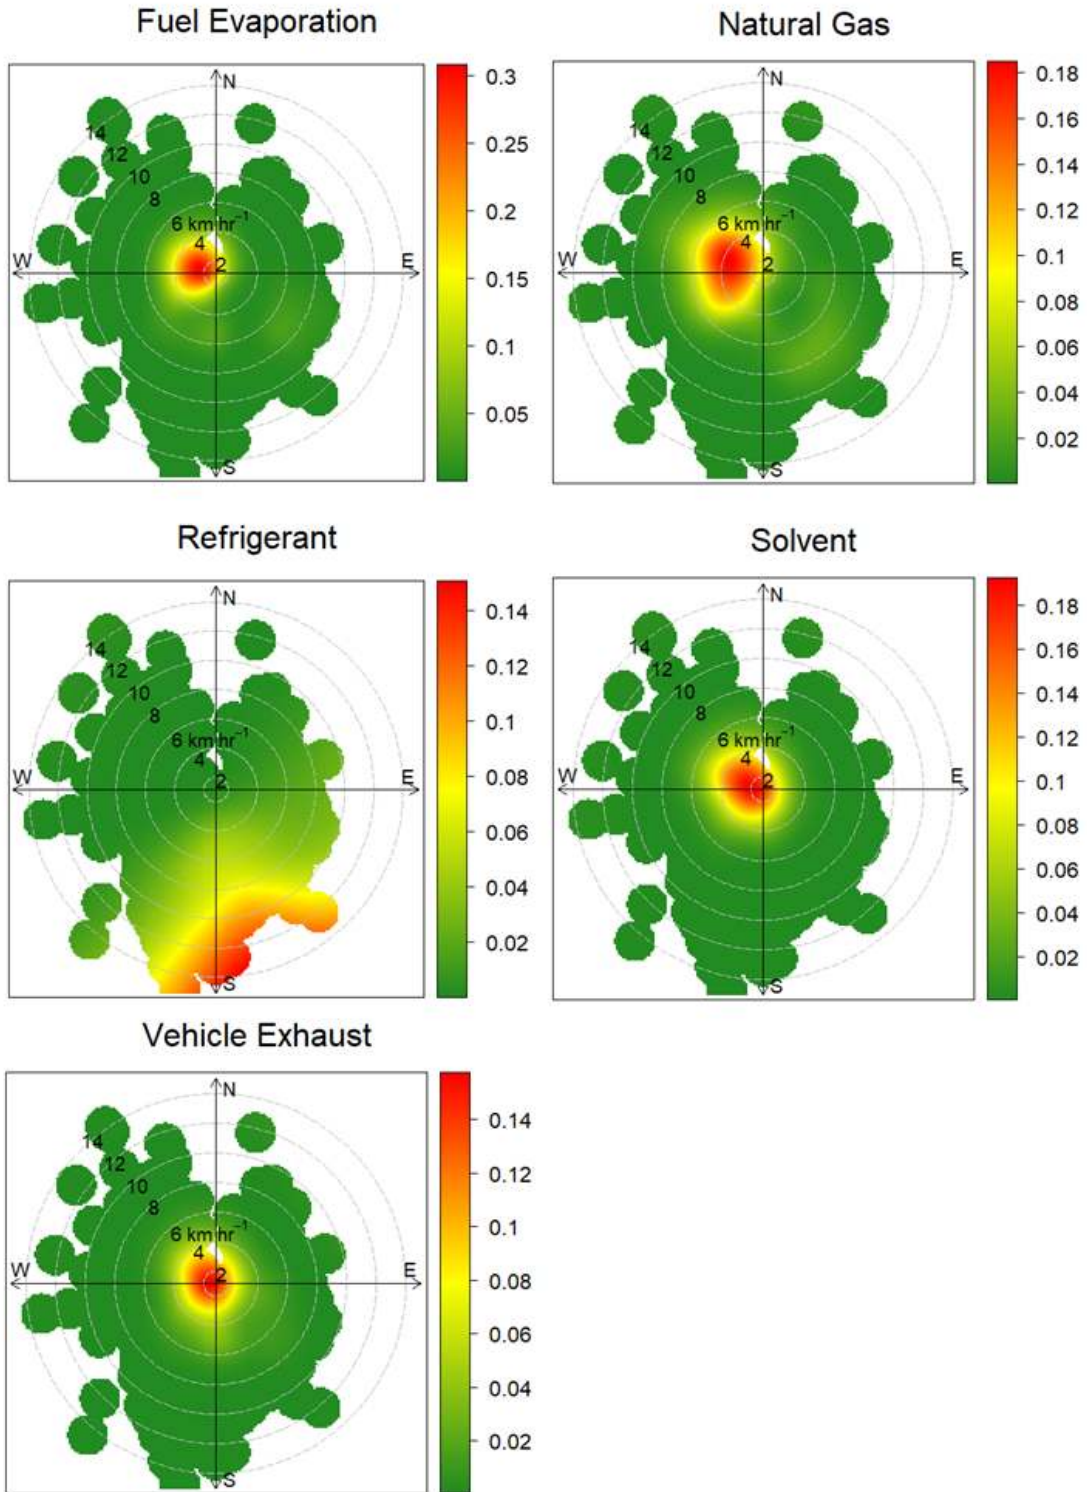 Fuel Evaporation
N
14
12
10
8
6 km hr⁻¹
4
2
W
E
S
0.3
0.25
0.2
0.15
0.1
0.05
Natural Gas
N
14
12
10
8
6 km hr⁻¹
4
2
W
E
S
0.18
0.16
0.14
0.12
0.1
0.08
0.06
0.04
0.02
Refrigerant
N
14
12
10
8
6 km hr⁻¹
4
2
W
E
S
0.14
0.12
0.1
0.08
0.06
0.04
0.02
Solvent
N
14
12
10
8
6 km hr⁻¹
4
2
W
E
S
0.18
0.16
0.14
0.12
0.1
0.08
0.06
0.04
0.02
Vehicle Exhaust
N
14
12
10
8
6 km hr⁻¹
4
2
W
E
S
0.14
0.12
0.1
0.08
0.06
0.04
0.02